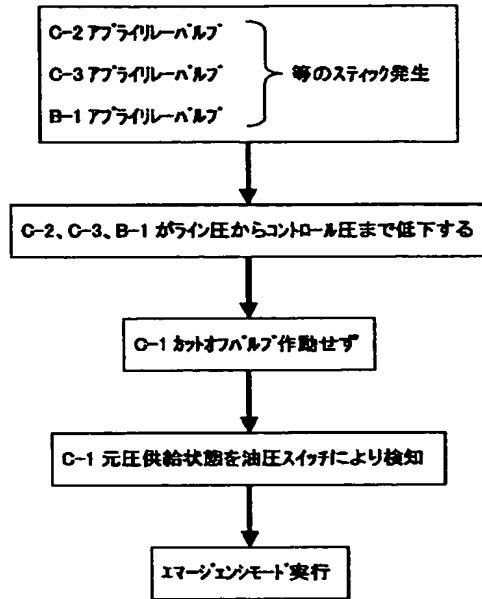 C-2 ｱﾌﾟﾗｲﾘﾚｰﾊﾞﾙﾌﾞ
C-3 ｱﾌﾟﾗｲﾘﾚｰﾊﾞﾙﾌﾞ
B-1 ｱﾌﾟﾗｲﾘﾚｰﾊﾞﾙﾌﾞ
等のｽﾃｨｯｸ発生
C-2、C-3、B-1 がﾗｲﾝ圧からｺﾝﾄﾛｰﾙ圧まで低下する
C-1 ｶｯﾄｵﾌﾊﾞﾙﾌﾞ作動せず
C-1 元圧供給状態を油圧ｽｲｯﾁにより検知
ｴﾏｰｼﾞｪﾝｼﾓｰﾄﾞ実行